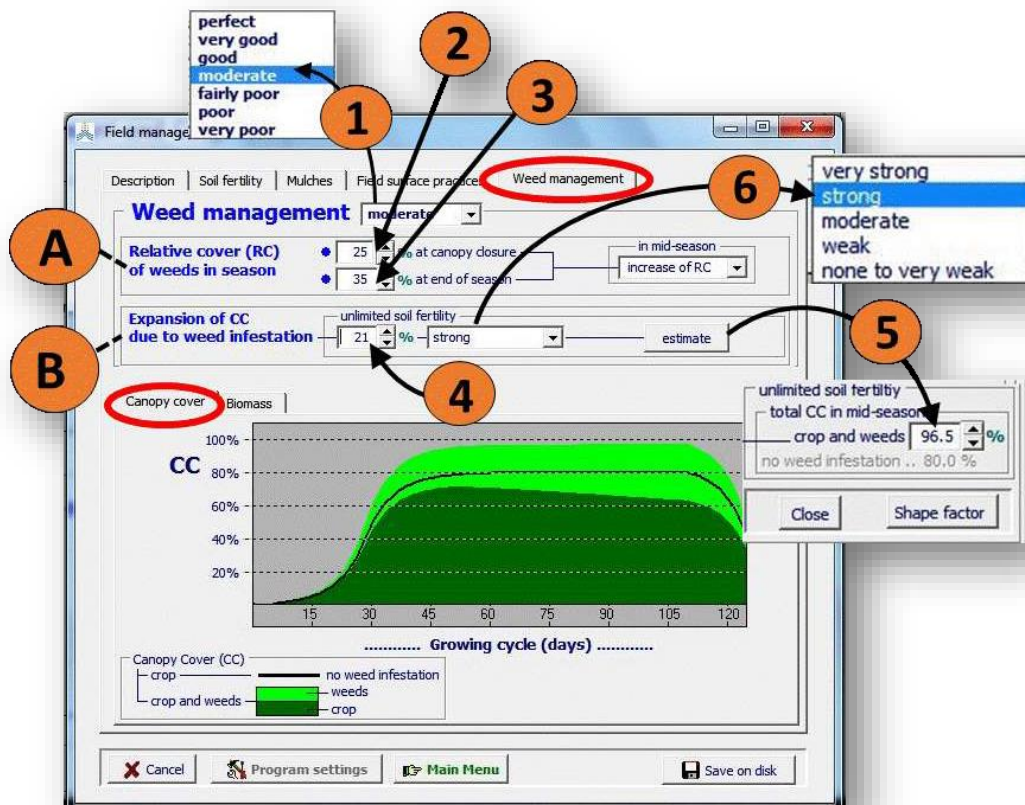 perfect
very good
good
moderate
fairly poor
poor
very poor
1
2
3
Field manage
Description Soil fertility Mulches Field surface practices Weed management
6
very strong
strong
moderate
weak
none to very weak
Weed management moderate
A
Relative cover (RC)
of weeds in season
25 % at canopy closure
35 % at end of season
in mid-season
increase of RC
B
Expansion of CC
due to weed infestation
unlimited soil fertility
21 % strong estimate
4
5
Canopy cover Biomass
unlimited soil fertiltiy
total CC in mid-season
crop and weeds 96.5 %
no weed infestation .. 80.0 %
Close Shape factor
CC
100%
80%
60%
40%
20%
15 30 45 60 75 90 105 120
............ Growing cycle (days) ............
Canopy Cover (CC)
crop no weed infestation
crop and weeds weeds
crop
Cancel Program settings Main Menu Save on disk